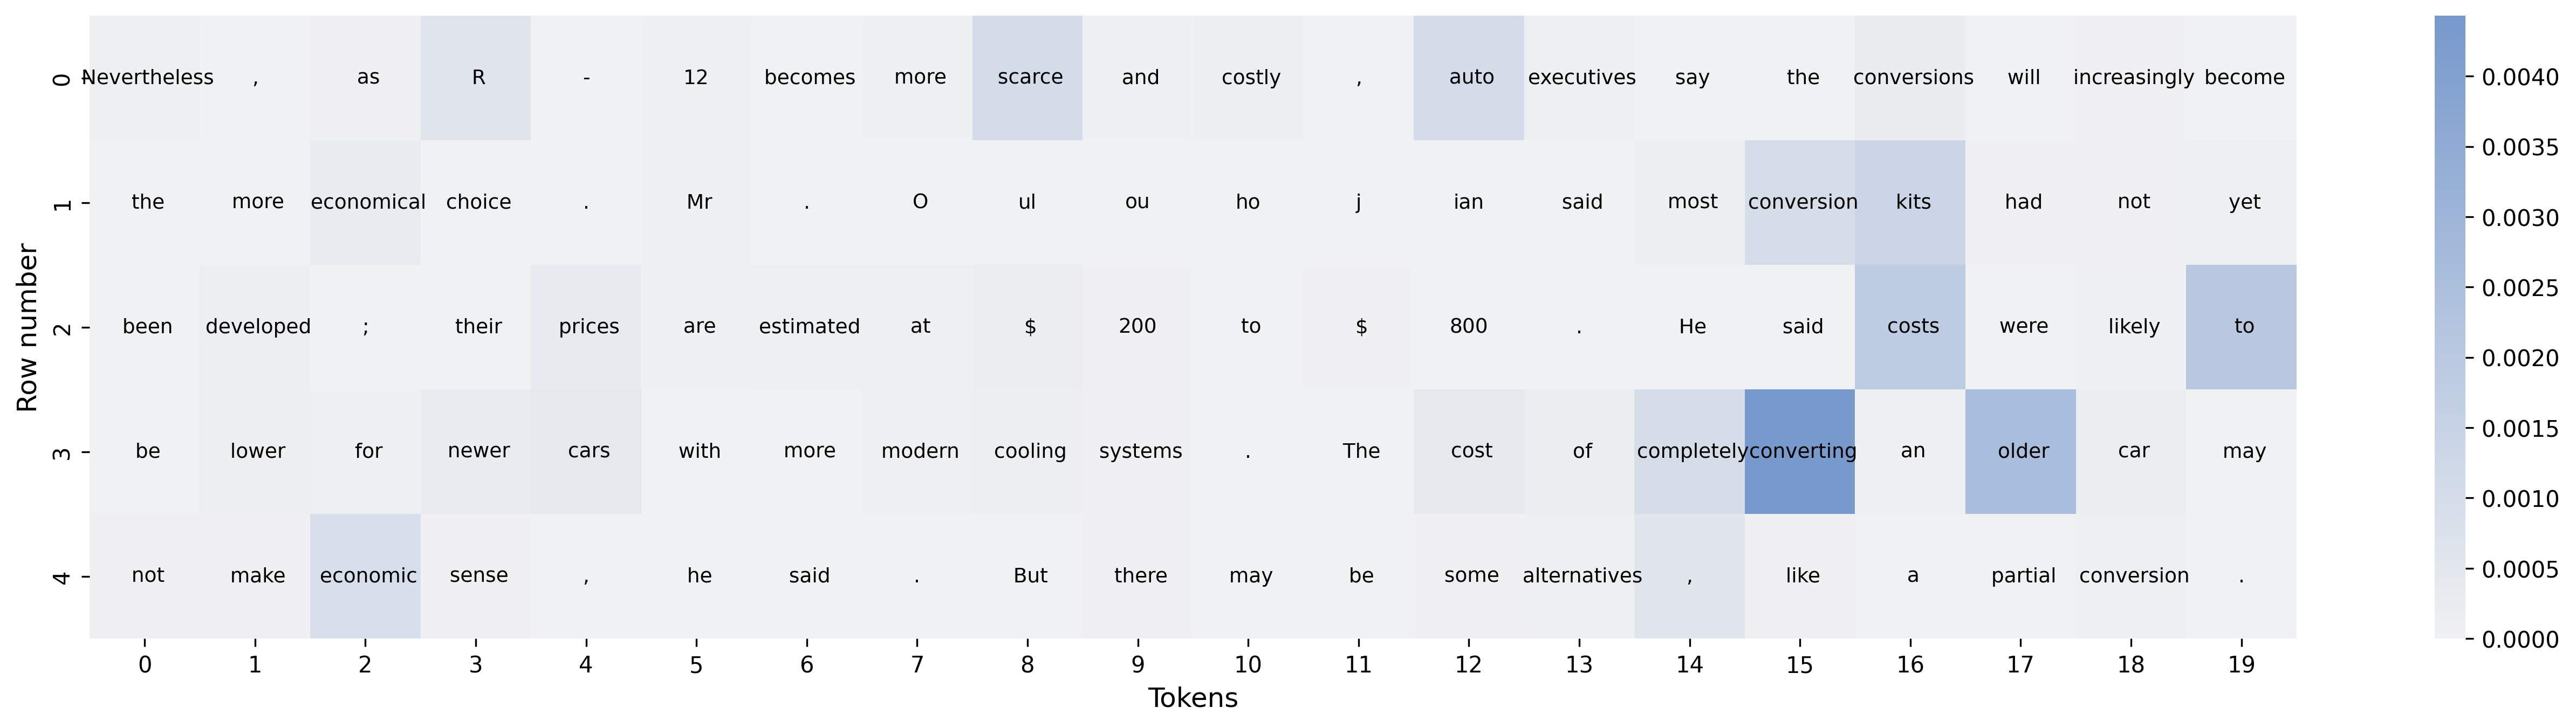 0 Nevertheless , as R - 12 becomes more scarce and costly , auto executives say the conversions will increasingly become 0.0040
0.0035
1 the more economical choice . Mr . O ul ou ho j ian said most conversion kits had not yet 0.0030
0.0025
Row number
2 been developed ; their prices are estimated at $ 200 to $ 800 . He said costs were likely to 0.0020
0.0015
3 be lower for newer cars with more modern cooling systems . The cost of completely converting an older car may 0.0010
0.0005
4 not make economic sense , he said . But there may be some alternatives , like a partial conversion .
0.0000
0 1 2 3 4 5 6 7 8 9 10 11 12 13 14 15 16 17 18 19
Tokens